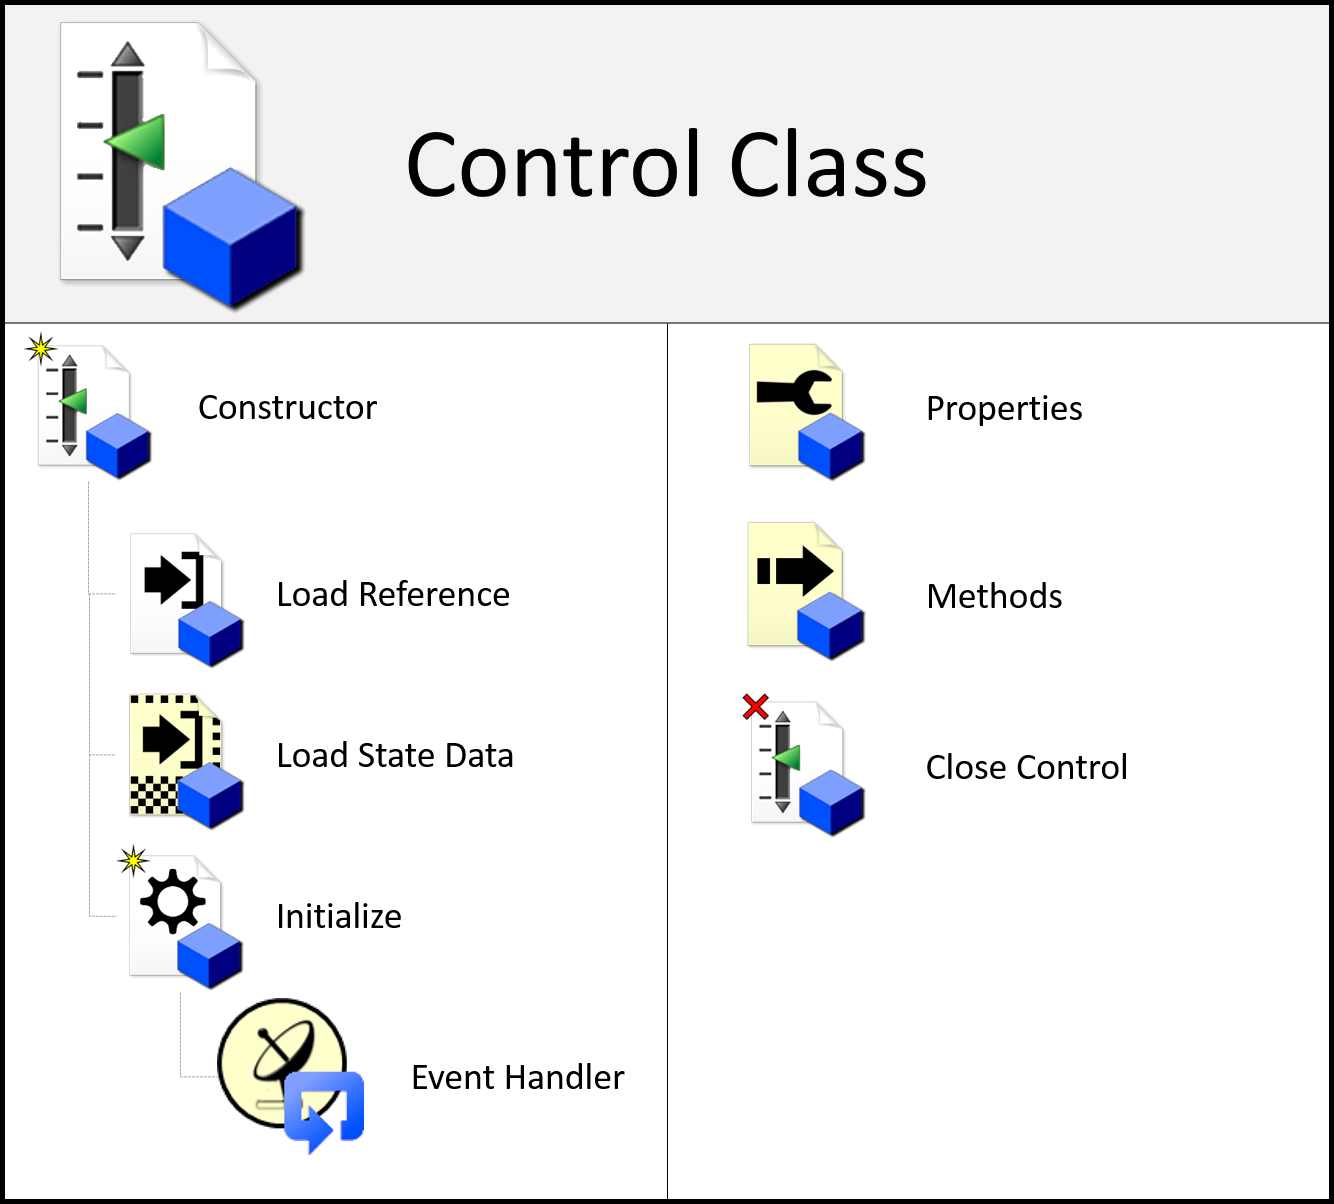 Control Class
Constructor
Load Reference
Load State Data
Initialize
Event Handler
Properties
Methods
Close Control